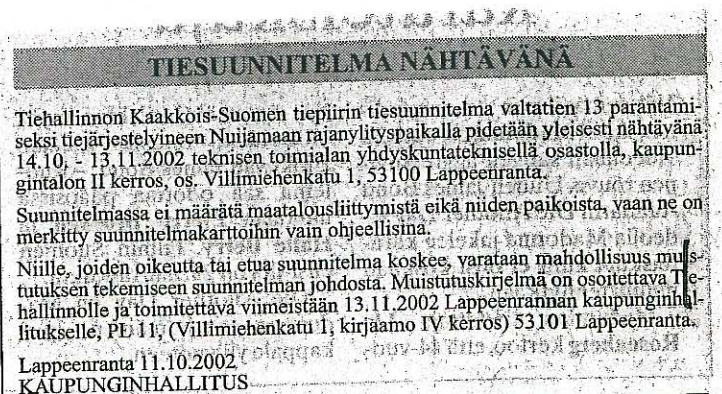 TIESUUNNITELMA NÄHTÄVÄNÄ
Tiehallinnon Kaakkois-Suomen tiepiirin tiesuunnitelma valtatien 13 parantami-
seksi tiejärjestelyineen Nuijamaan rajanylityspaikalla pidetään yleisesti nähtävänä
14.10. - 13.11.2002 teknisen toimialan yhdyskuntateknisellä osastolla, kaupun-
gintalon II kerros, os. Villimiehenkatu 1, 53100 Lappeenranta.
Suunnitelmassa ei määrätä maatalousliittymistä eikä niiden paikoista, vaan ne on
merkitty suunnitelmakarttoihin vain ohjeellisina.
Niille, joiden oikeutta tai etua suunnitelma koskee, varataan mahdollisuus muis-
tutuksen tekemiseen suunnitelman johdosta. Muistutuskirjelmä on osoitettava Tie-
hallinnolle ja toimitettava viimeistään 13.11.2002 Lappeenrannan kaupunginhal-
litukselle, PL 11, (Villimiehenkatu 1, kirjaamo IV kerros) 53101 Lappeenranta.
Lappeenranta 11.10.2002
KAUPUNGINHALLITUS